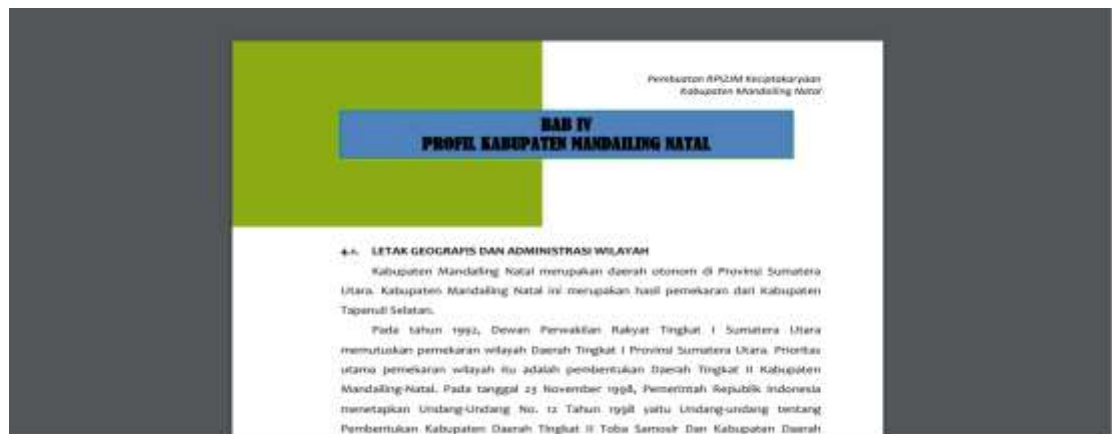 Pembuatan RPI2JM Keciptakaryaan
Kabupaten Mandailing Natal
BAB IV
PROFIL KABUPATEN MANDAILING NATAL
4.1. LETAK GEOGRAFIS DAN ADMINISTRASI WILAYAH
Kabupaten Mandailing Natal merupakan daerah otonom di Provinsi Sumatera
Utara. Kabupaten Mandailing Natal ini merupakan hasil pemekaran dari Kabupaten
Tapanuli Selatan.
Pada tahun 1992, Dewan Perwakilan Rakyat Tingkat I Sumatera Utara
memutuskan pemekaran wilayah Daerah Tingkat I Provinsi Sumatera Utara. Prioritas
utama pemekaran wilayah itu adalah pembentukan Daerah Tingkat II Kabupaten
Mandailing-Natal. Pada tanggal 23 November 1998, Pemerintah Republik Indonesia
menetapkan Undang-Undang No. 12 Tahun 1998 yaitu Undang-undang tentang
Pembentukan Kabupaten Daerah Tingkat II Toba Samosir Dan Kabupaten Daerah